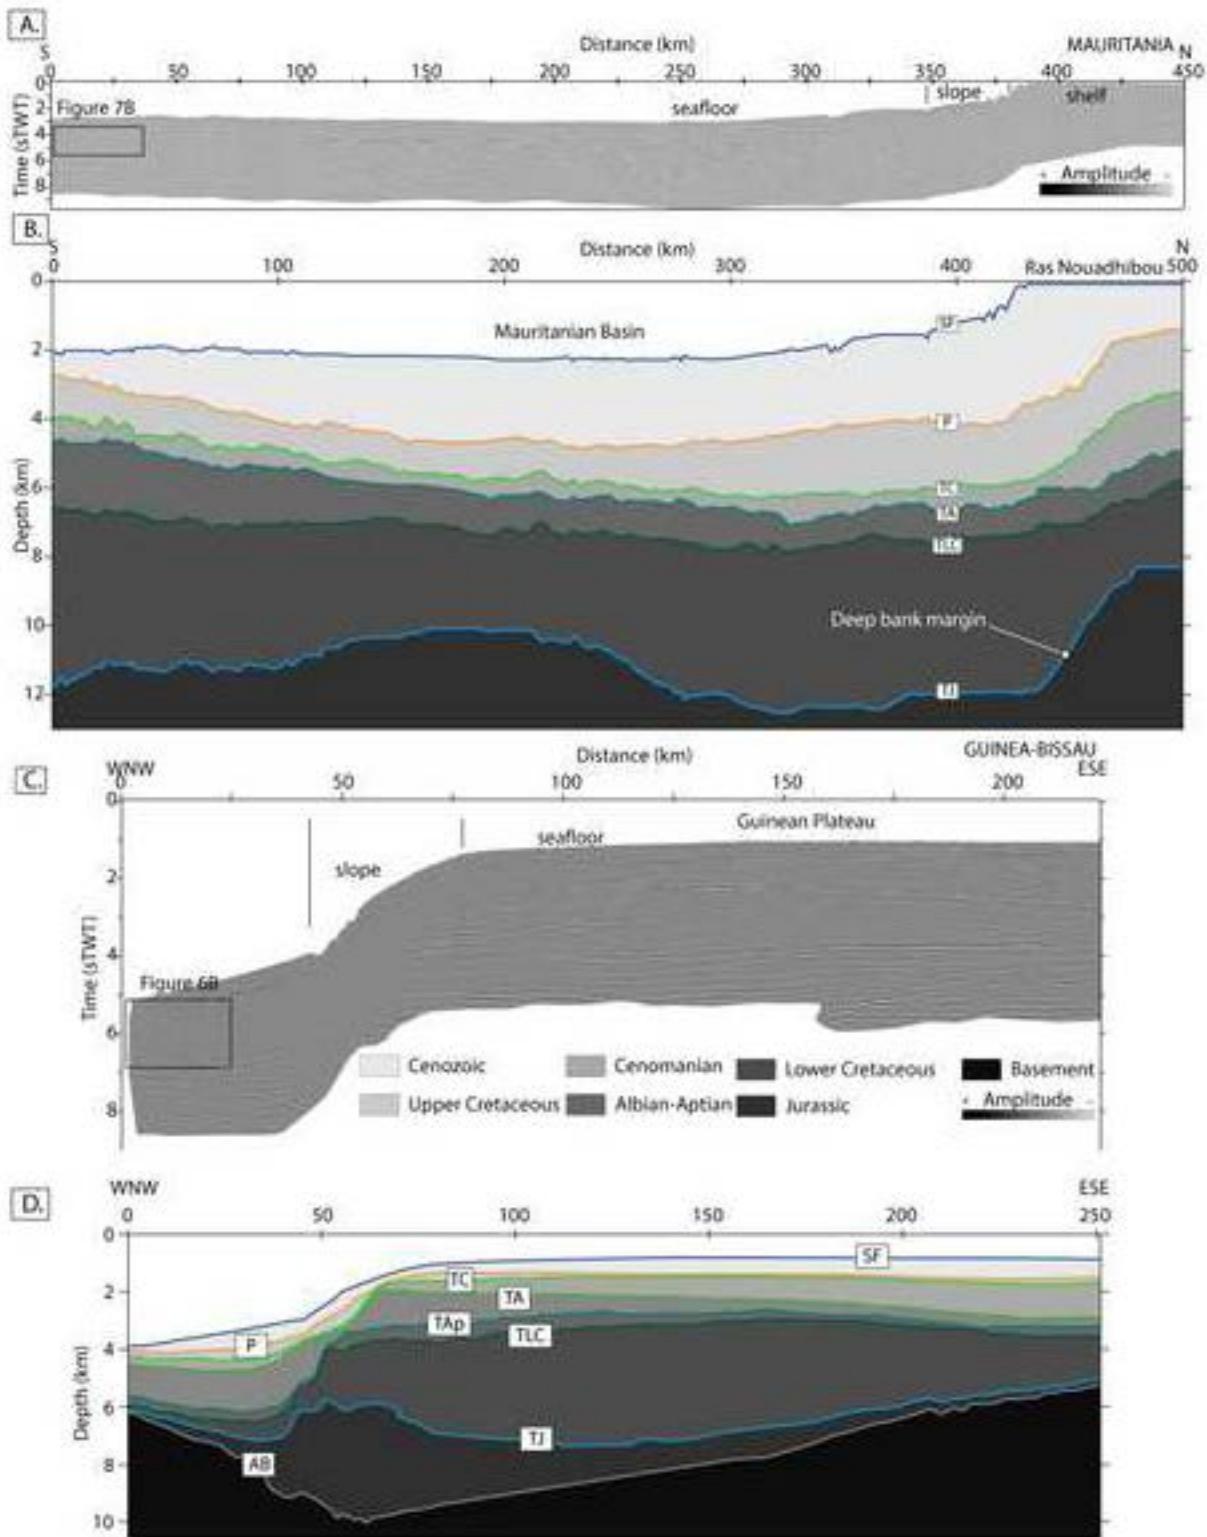 A.
Distance (km)
MAURITANIA
S N
0 50 100 150 200 250 300 350 400 450
slope
shelf
seafloor
Figure 7B
Time (sTWT)
0
2
4
6
8
+ Amplitude -
B.
Distance (km)
S N
0 100 200 300 400 500
Ras Nouadhibou
SF
Mauritanian Basin
P
TC
TA
TLC
Deep bank margin
TJ
Depth (km)
0
2
4
6
8
10
12
C.
Distance (km)
GUINEA-BISSAU
WNW ESE
0 50 100 150 200
Guinean Plateau
seafloor
slope
Figure 6B
Time (sTWT)
0
2
4
6
8
Cenozoic Cenomanian Lower Cretaceous Basement
Upper Cretaceous Albian-Aptian Jurassic + Amplitude -
D.
WNW ESE
0 50 100 150 200 250
SF
TC
TA
TAp
TLC
P
TJ
AB
Depth (km)
0
2
4
6
8
10